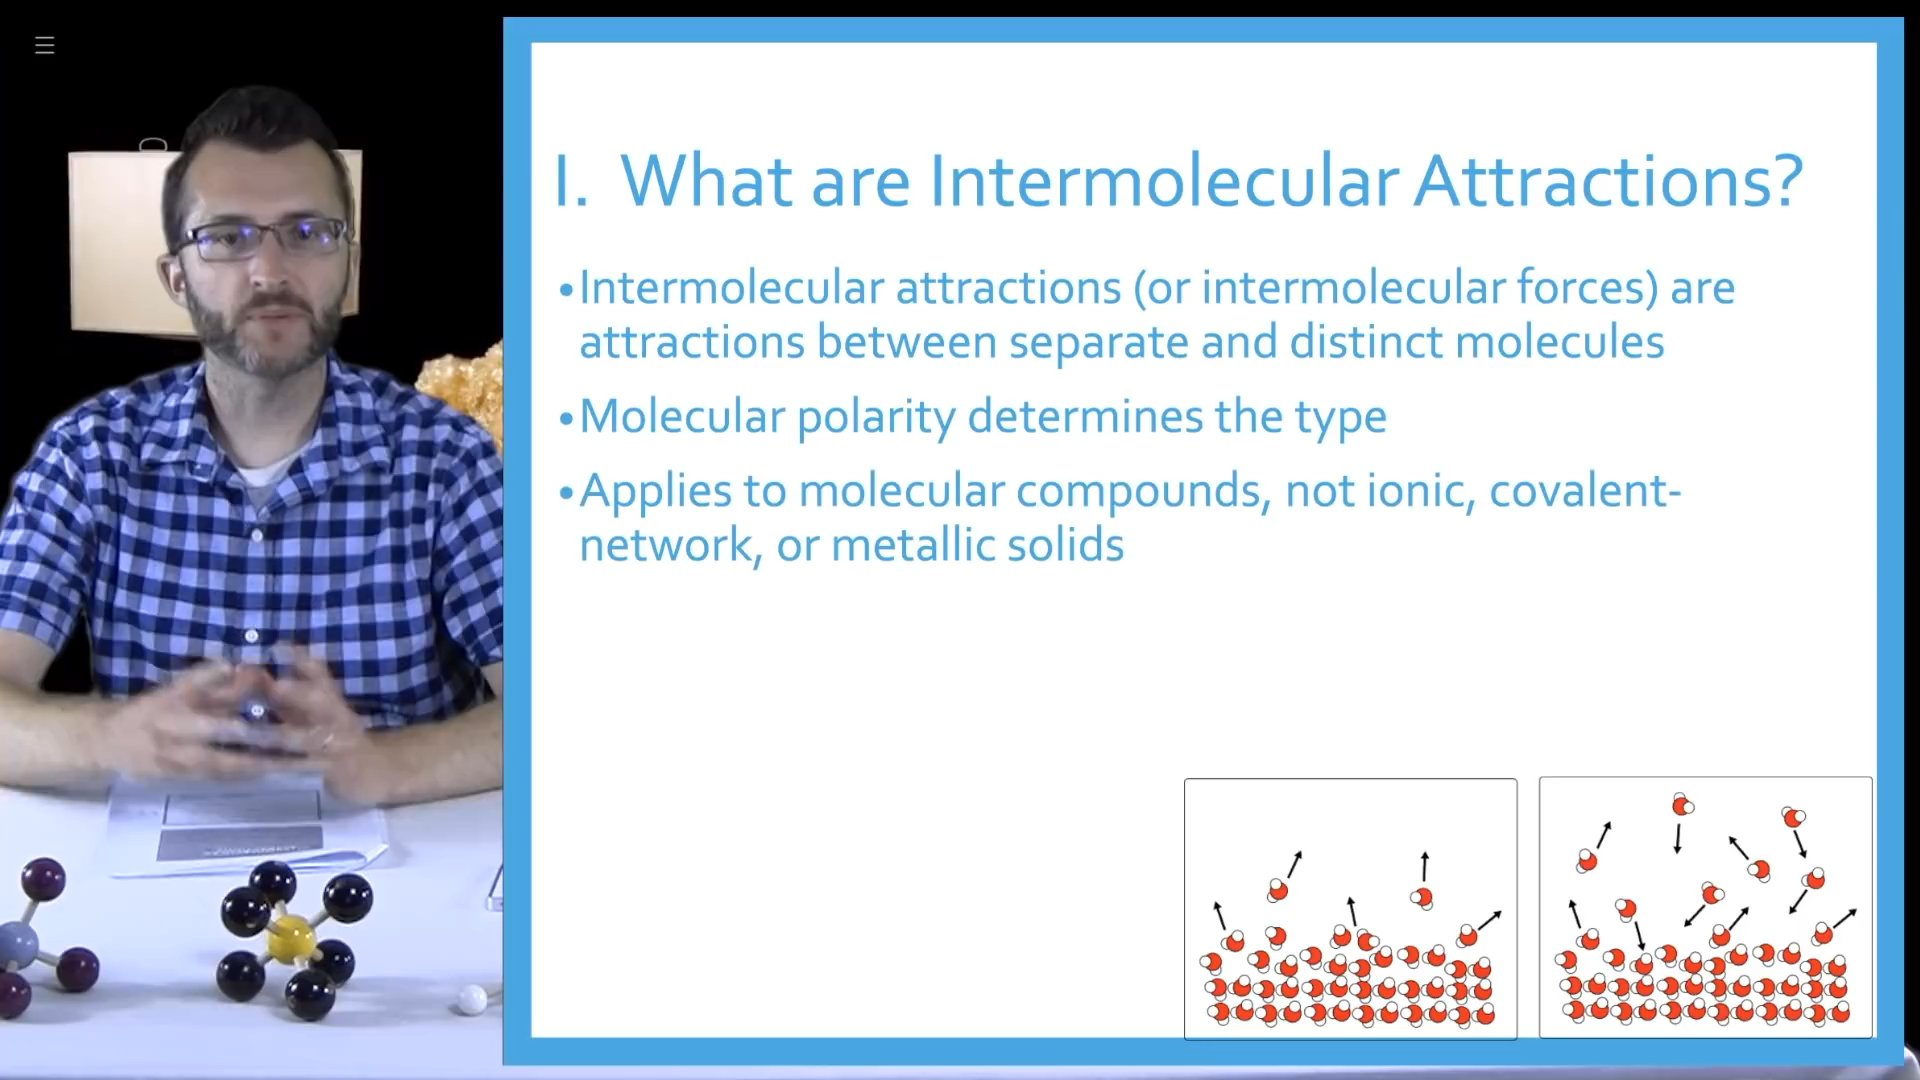 I. What are Intermolecular Attractions?
•Intermolecular attractions (or intermolecular forces) are
attractions between separate and distinct molecules
•Molecular polarity determines the type
•Applies to molecular compounds, not ionic, covalent-
network, or metallic solids